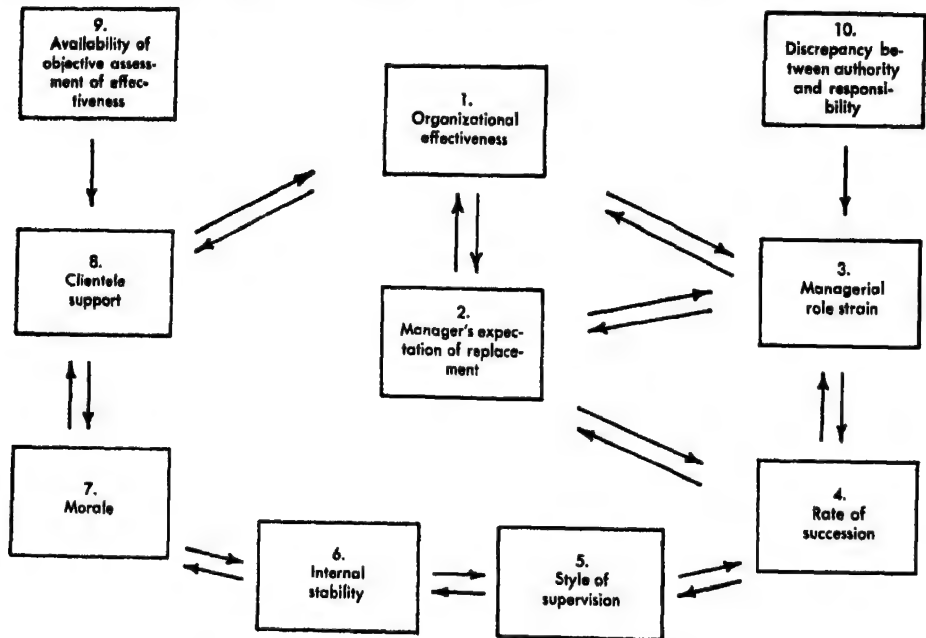 9.
Availability of
objective assess-
ment of effec-
tiveness
10.
Discrepancy be-
tween authority
and responsi-
bility
1.
Organizational
effectiveness
8.
Clientele
support
2.
Manager's expec-
tation of replace-
ment
3.
Managerial
role strain
7.
Morale
6.
Internal
stability
5.
Style of
supervision
4.
Rate of
succession